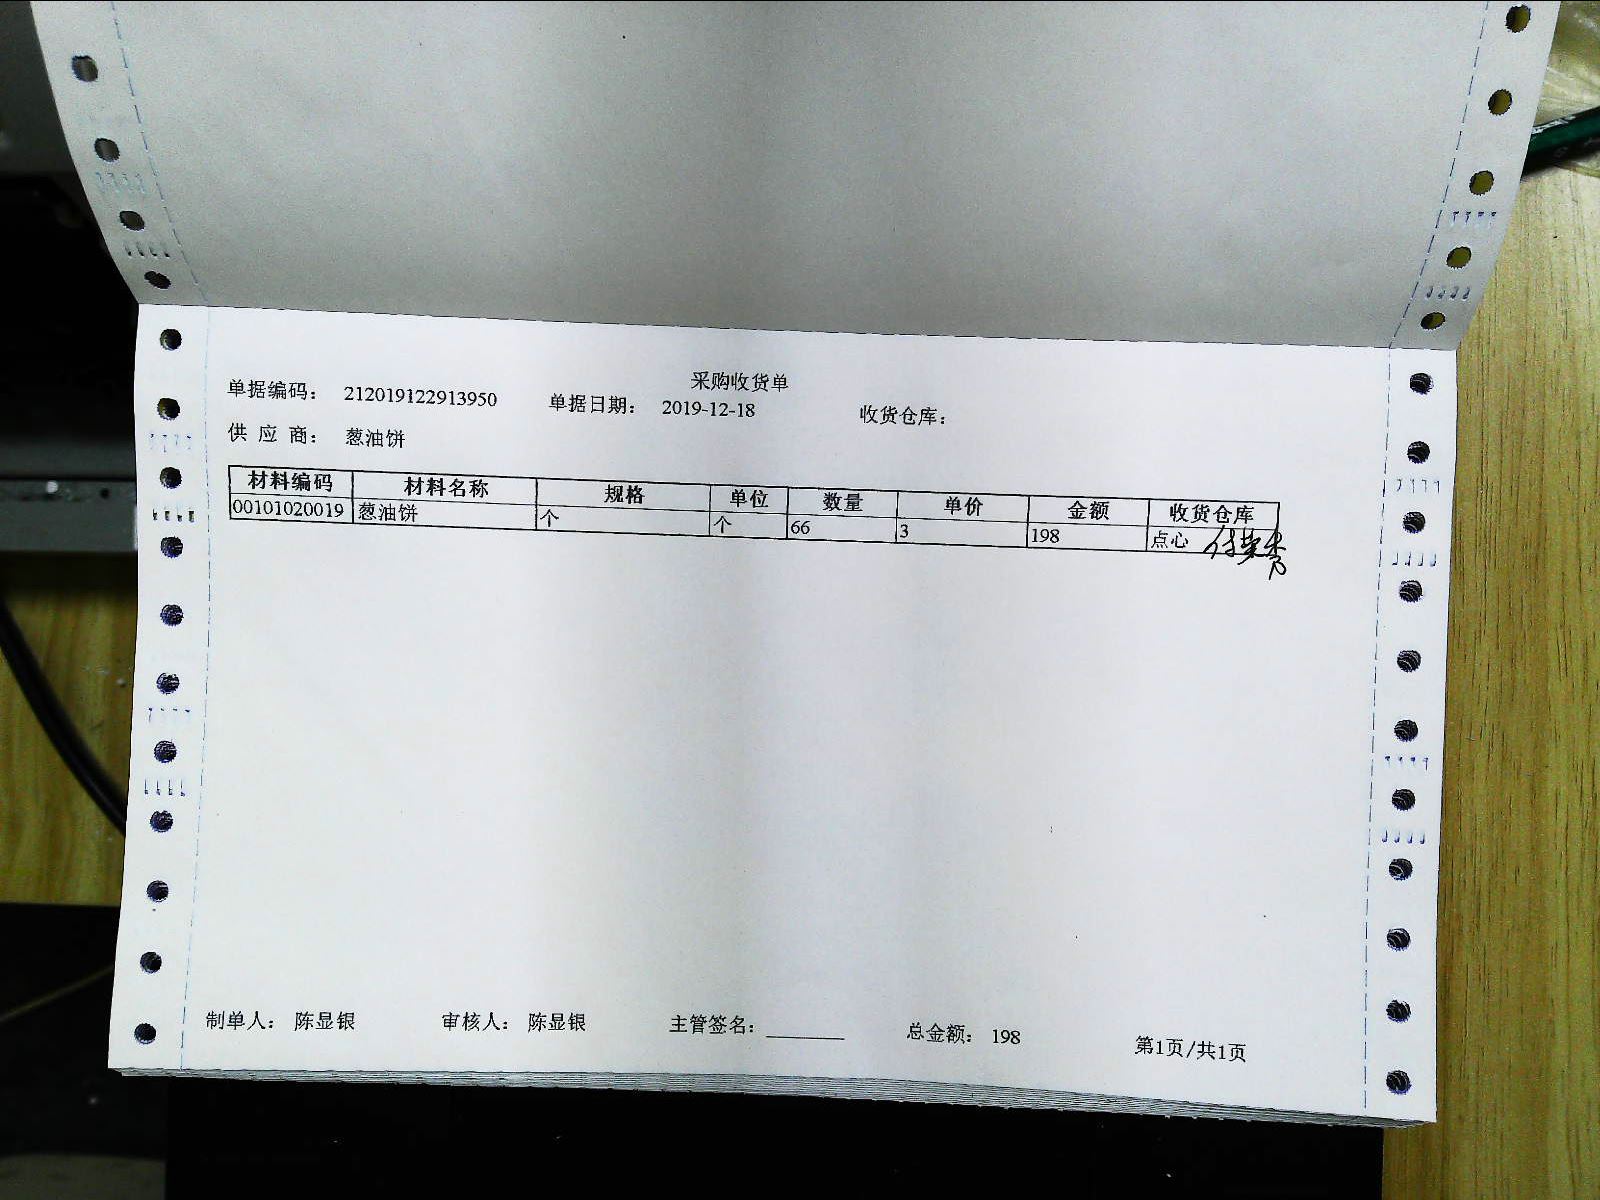 采购收货单
单据编码： 212019122913950 单据日期： 2019-12-18 收货仓库：
供 应 商： 葱油饼
材料编码 材料名称 规格 单位 数量 单价 金额 收货仓库
00101020019 葱油饼 个 个 66 3 198 点心
制单人： 陈显银 审核人： 陈显银 主管签名：________ 总金额： 198 第1页/共1页